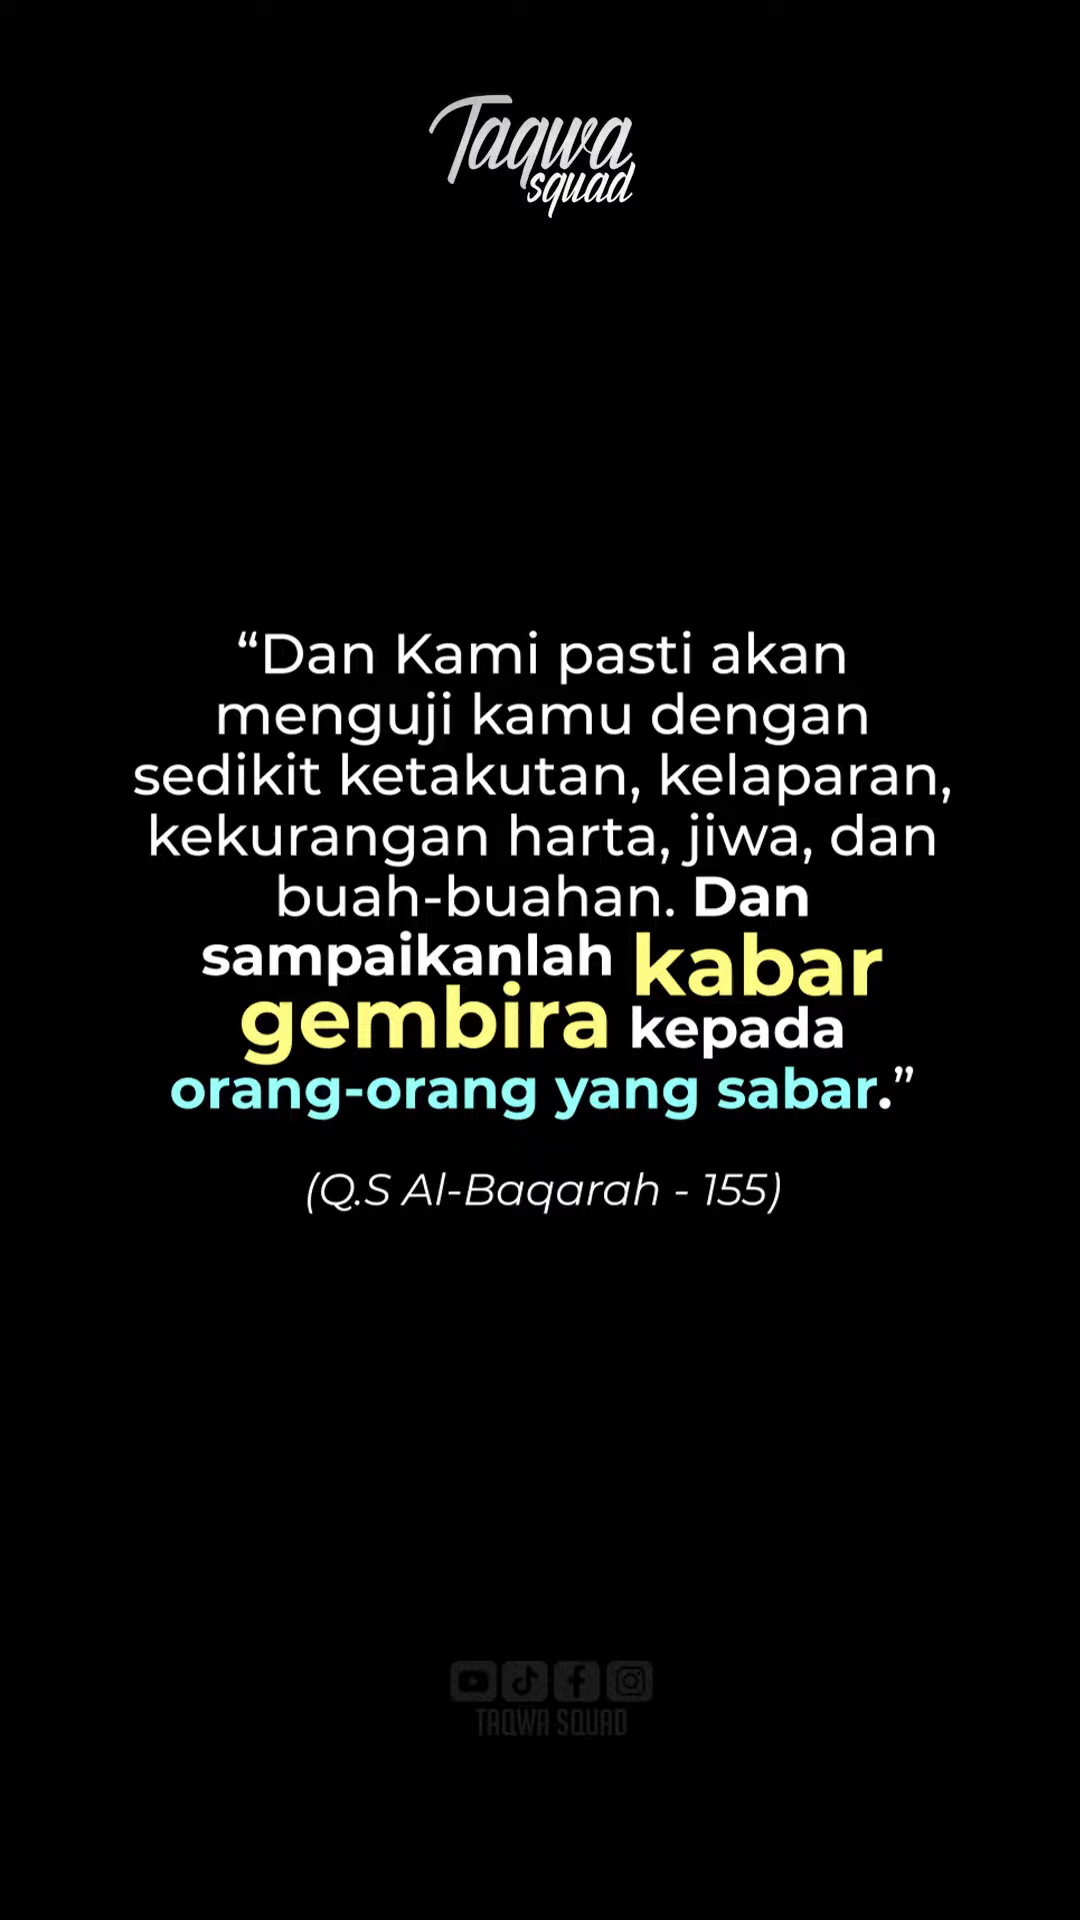 Taqwa
squad
“Dan Kami pasti akan
menguji kamu dengan
sedikit ketakutan, kelaparan,
kekurangan harta, jiwa, dan
buah-buahan. Dan
sampaikanlah kabar
gembira kepada
orang-orang yang sabar.”
(Q.S Al-Baqarah - 155)
TAQWA SQUAD